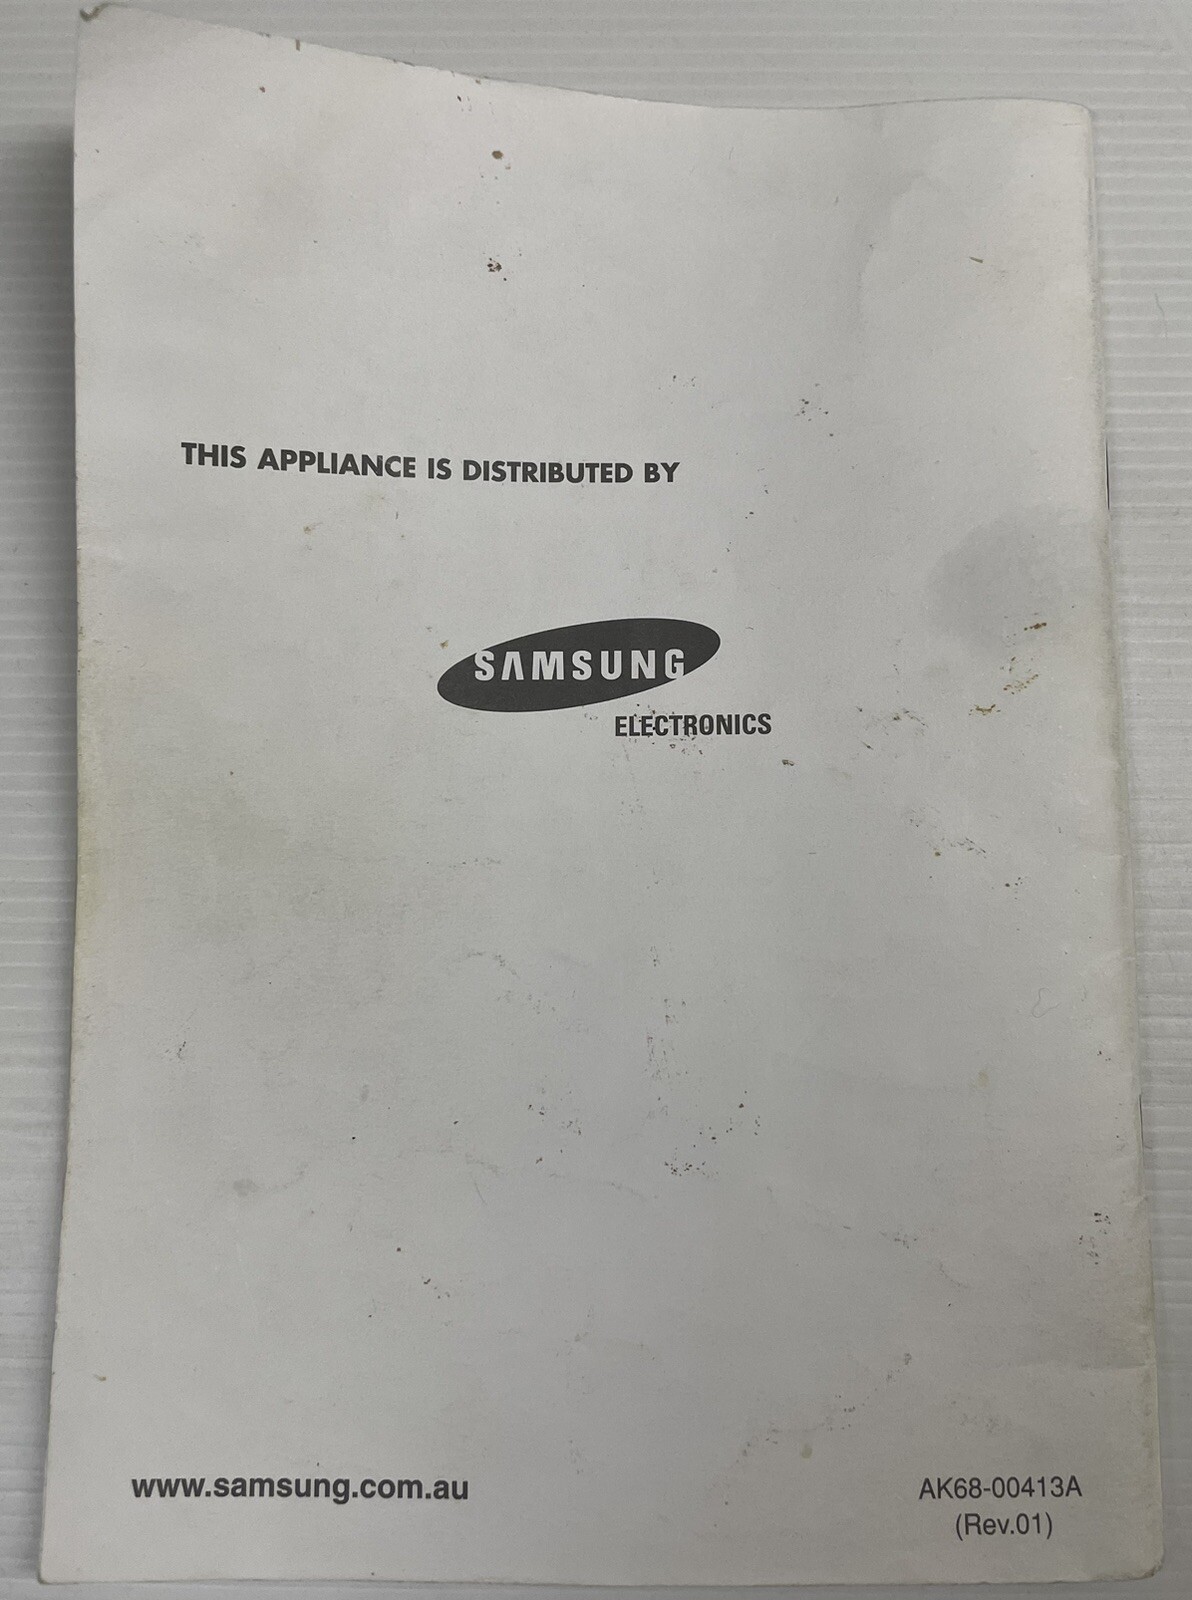 THIS APPLIANCE IS DISTRIBUTED BY
SAMSUNG
ELECTRONICS
www.samsung.com.au
AK68-00413A
(Rev.01)